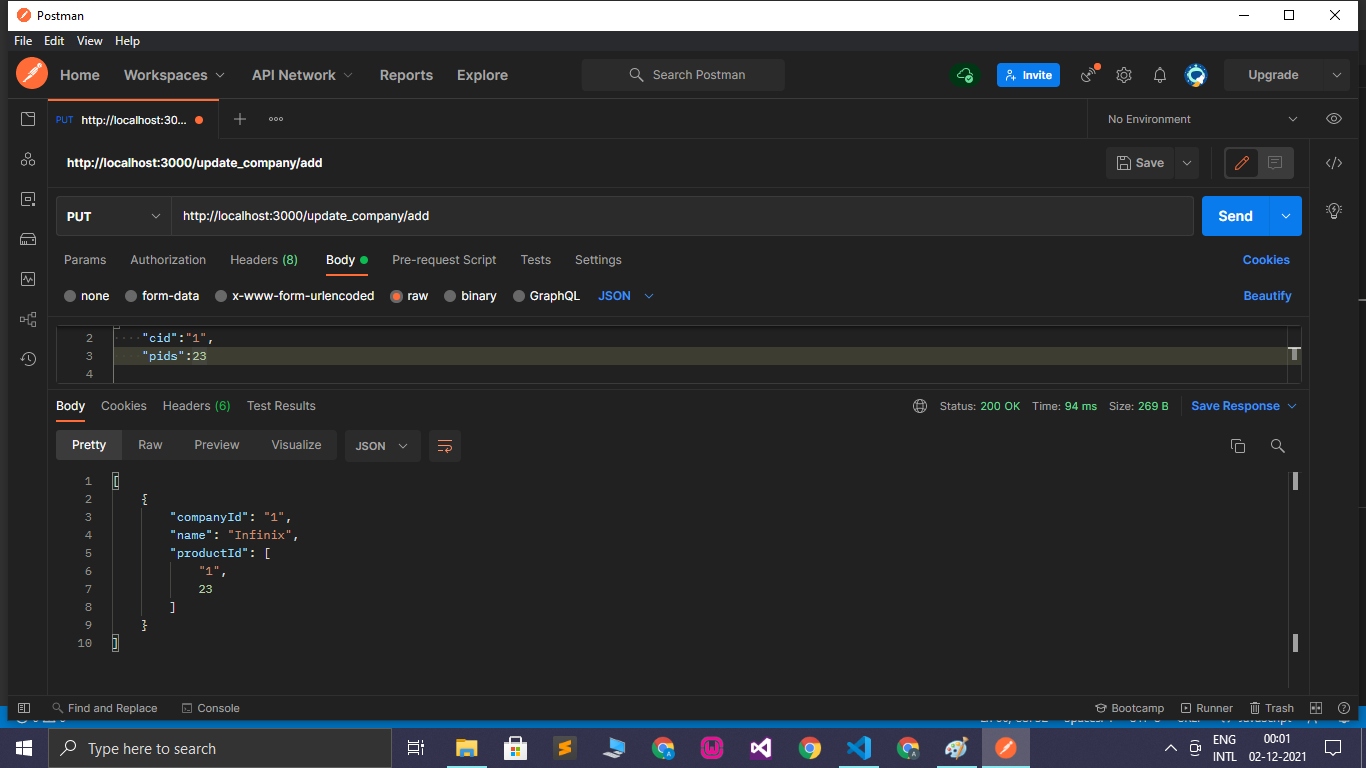 Postman
File Edit View Help
Home Workspaces API Network Reports Explore Search Postman Invite Upgrade
PUT http://localhost:30... No Environment
http://localhost:3000/update_company/add Save
PUT http://localhost:3000/update_company/add Send
Params Authorization Headers (8) Body Pre-request Script Tests Settings Cookies
none form-data x-www-form-urlencoded raw binary GraphQL JSON Beautify
2 "cid":"1",
3 "pids":23
4
Body Cookies Headers (6) Test Results Status: 200 OK Time: 94 ms Size: 269 B Save Response
Pretty Raw Preview Visualize JSON
1 [
2 {
3 "companyId": "1",
4 "name": "Infinix",
5 "productId": [
6 "1",
7 23
8 ]
9 }
10 ]
Find and Replace Console Bootcamp Runner Trash
Type here to search ENG 00:01
INTL 02-12-2021